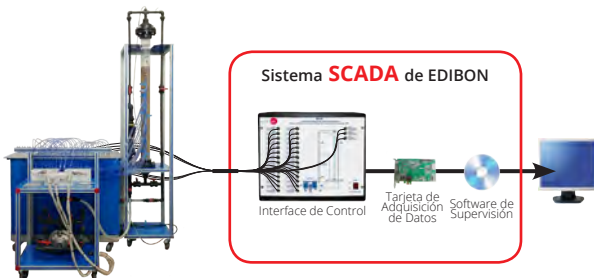 Sistema SCADA de EDIBON
Interface de Control
Tarjeta de
Adquisición
de Datos
Software de
Supervisión